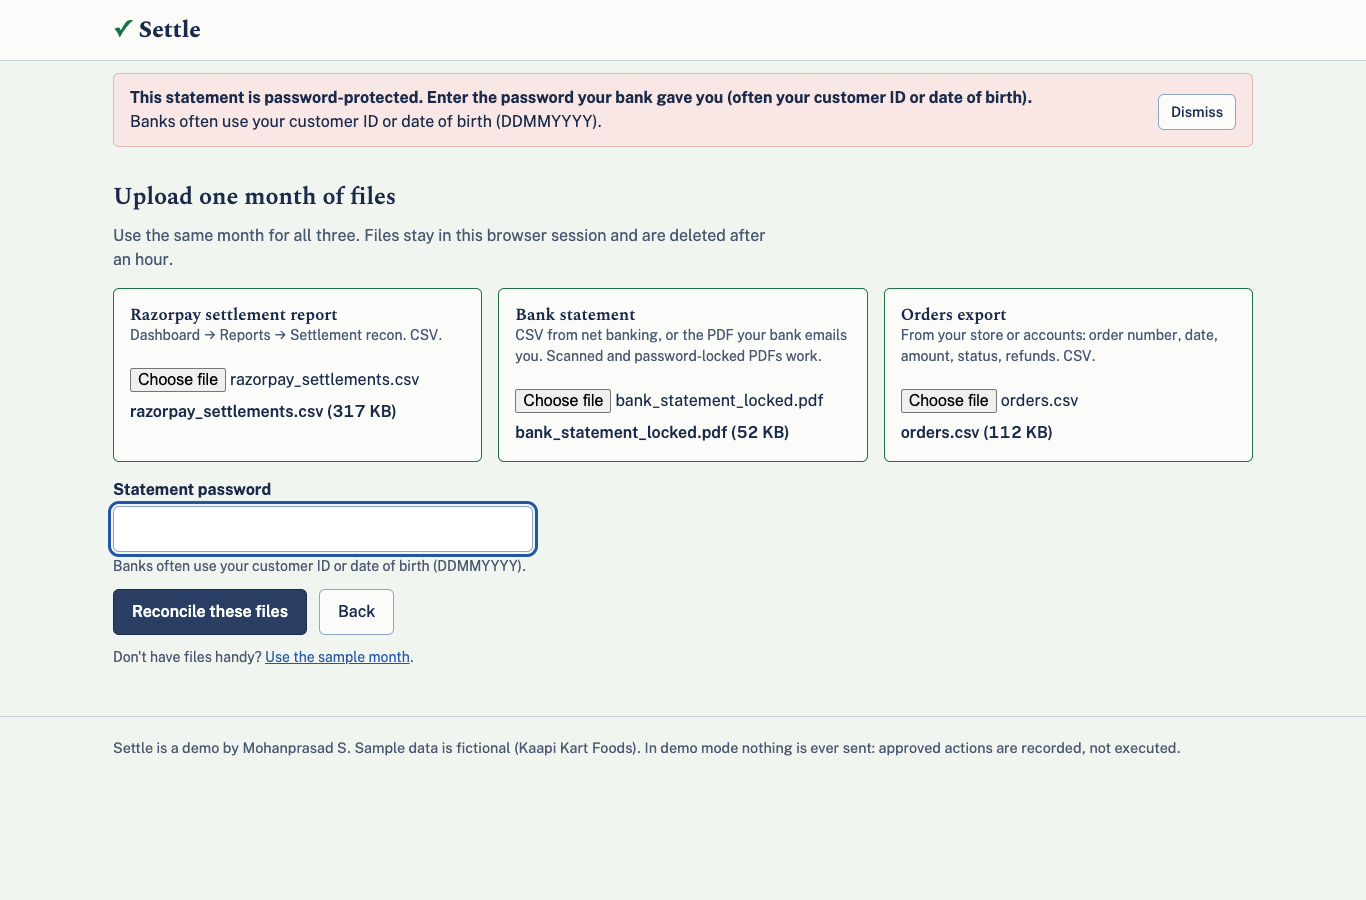 Settle
This statement is password-protected. Enter the password your bank gave you (often your customer ID or date of birth).
Banks often use your customer ID or date of birth (DDMMYYYY).
Dismiss
Upload one month of files
Use the same month for all three. Files stay in this browser session and are deleted after
an hour.
Razorpay settlement report
Dashboard → Reports → Settlement recon. CSV.
Choose file razorpay_settlements.csv
razorpay_settlements.csv (317 KB)
Bank statement
CSV from net banking, or the PDF your bank emails
you. Scanned and password-locked PDFs work.
Choose file bank_statement_locked.pdf
bank_statement_locked.pdf (52 KB)
Orders export
From your store or accounts: order number, date,
amount, status, refunds. CSV.
Choose file orders.csv
orders.csv (112 KB)
Statement password
Banks often use your customer ID or date of birth (DDMMYYYY).
Reconcile these files
Back
Don't have files handy? Use the sample month.
Settle is a demo by Mohanprasad S. Sample data is fictional (Kaapi Kart Foods). In demo mode nothing is ever sent: approved actions are recorded, not executed.